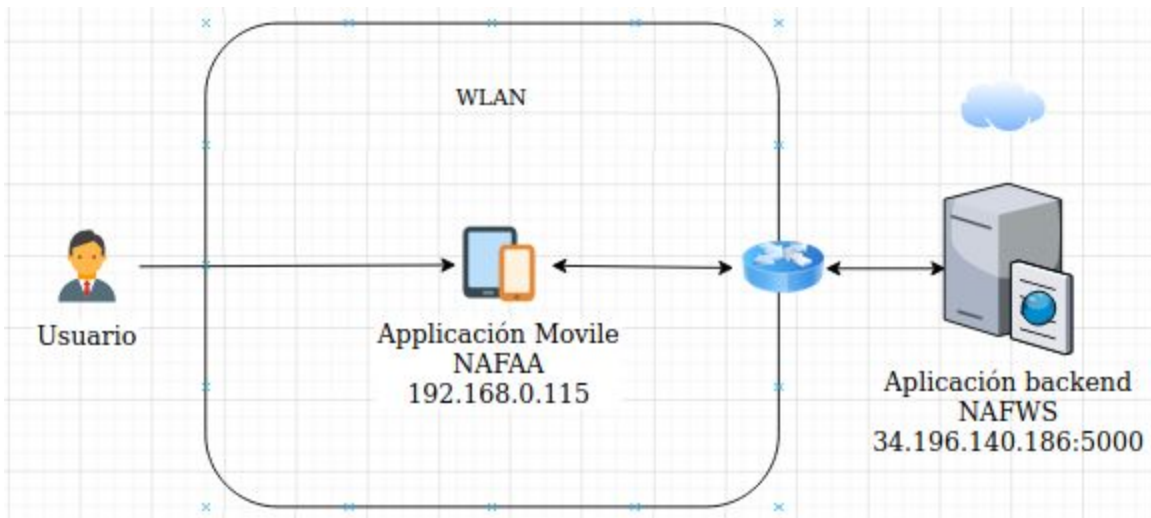 WLAN
Usuario
Applicación Movile
NAFAA
192.168.0.115
Aplicación backend
NAFWS
34.196.140.186:5000